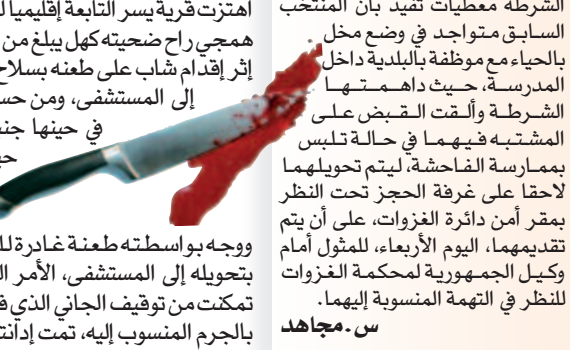 الشرطة معطيات تفيد بأن المنتخب
السابق متواجد في وضع مخل
بالحياء مع موظفة بالبلدية داخل
المدرسة، حيث داهمتها
الشرطة وألقت القبض على
المشتبه فيهما في حالة تلبس
بممارسة الفاحشة، ليتم تحويلهما
لاحقا على غرفة الحجز تحت النظر
بمقر أمن دائرة الغزوات، على أن يتم
تقديمهما، اليوم الأربعاء، للمثول أمام
وكيل الجمهورية لمحكمة الغزوات
للنظر في التهمة المنسوبة إليهما.
س.مجاهد
اهتزت قرية يسر التابعة إقليميا
همجي راح ضحيته كهل يبلغ من
إثر إقدام شاب على طعنه بسلاح
إلى المستشفى، ومن
في حينها
ووجه بواسطته طعنة غادرة
بتحويله إلى المستشفى، الأمر
تمكنت من توقيف الجاني الذي
بالجرم المنسوب إليه، تمت